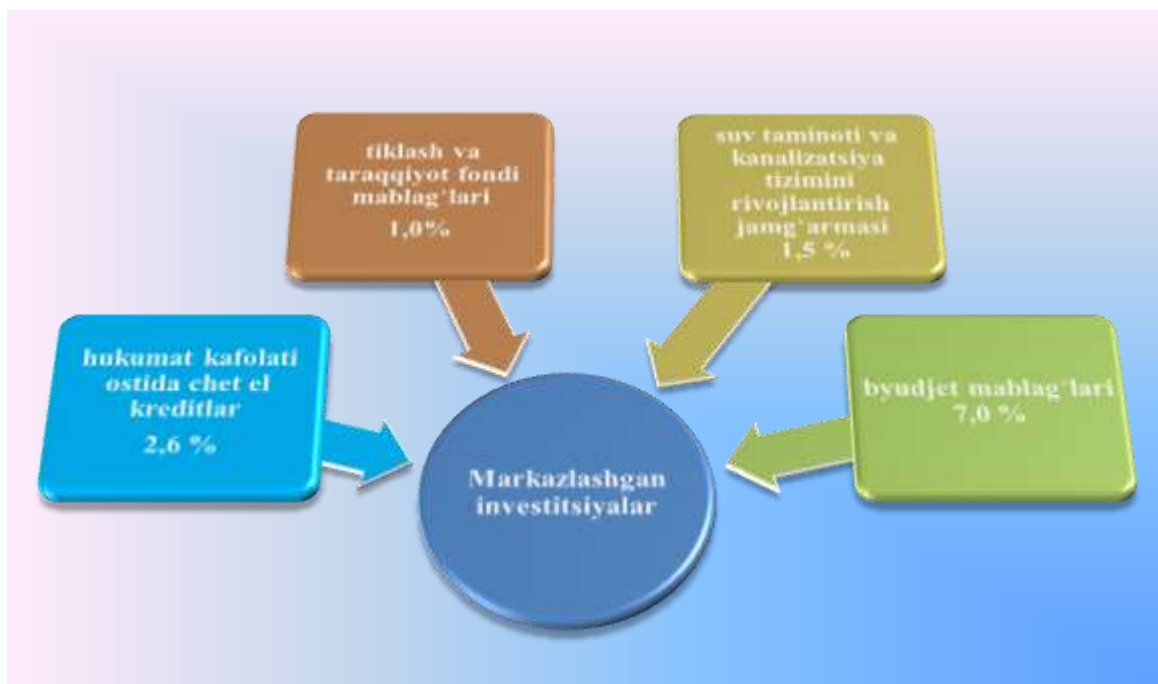 tiklash va
taraqqiyot fondi
mablag`lari
1,0%
suv taminoti va
kanalizatsiya
tizimini
rivojlantirish
jamg`armasi
1,5 %
hukumat kafolati
ostida chet el
kreditlar
2,6 %
byudjet mablag`lari
7,0 %
Markazlashgan
investitsiyalar